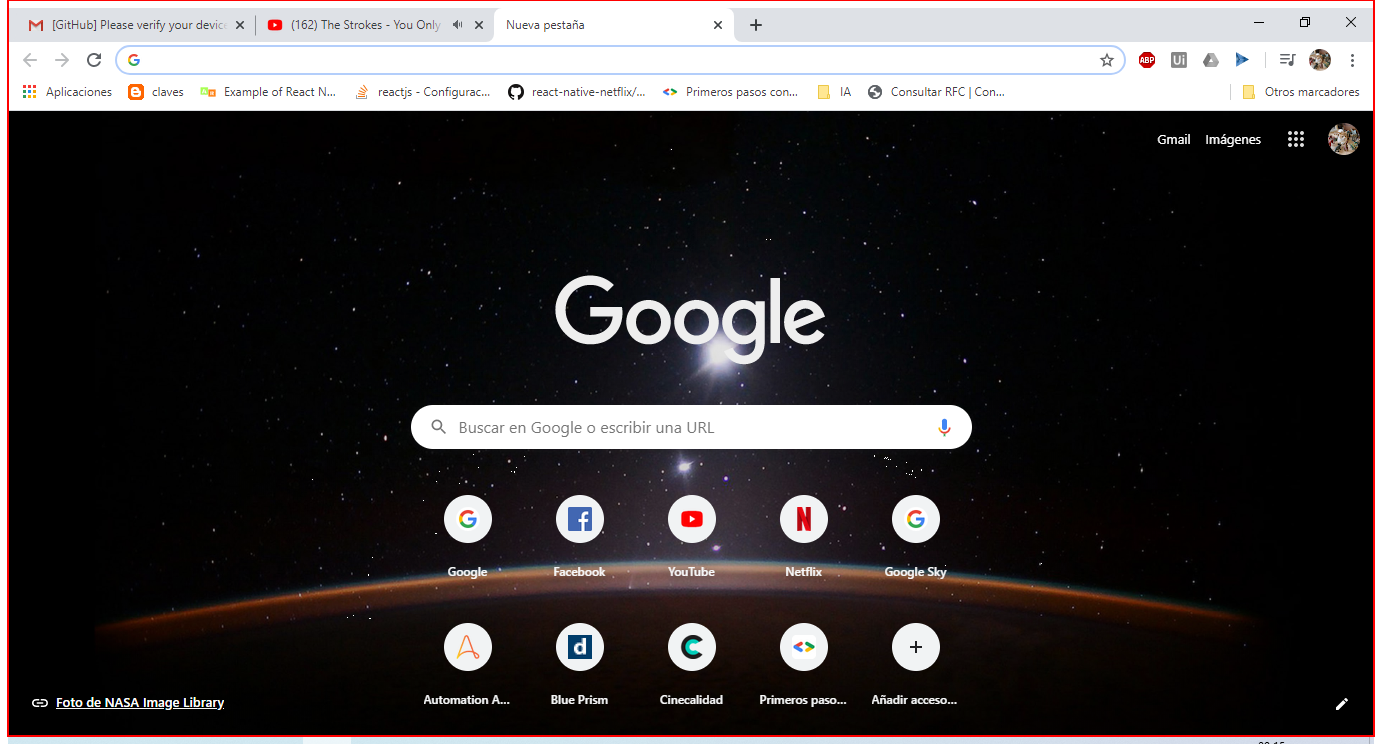 [GitHub] Please verify your device
(162) The Strokes - You Only
Nueva pestaña
ABP
Ui
Aplicaciones
claves
Example of React N...
reactjs - Configurac...
react-native-netflix/...
Primeros pasos con...
IA
Consultar RFC | Con...
Otros marcadores
Gmail
Imágenes
Google
Buscar en Google o escribir una URL
Google
Facebook
YouTube
Netflix
Google Sky
Automation A...
Blue Prism
Cinecalidad
Primeros paso...
Añadir acceso...
Foto de NASA Image Library